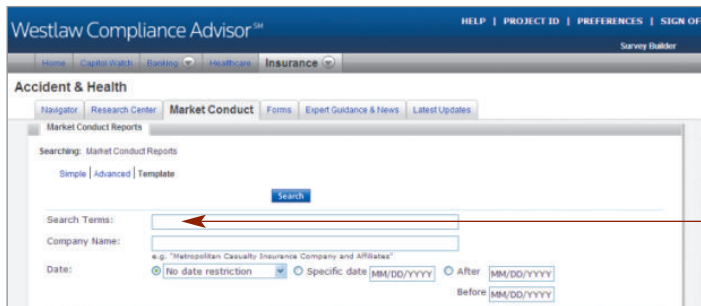 Westlaw Compliance Advisor℠
HELP | PROJECT ID | PREFERENCES | SIGN OF
Survey Builder
Home Capitol Watch Banking Healthcare Insurance
Accident & Health
Navigator Research Center Market Conduct Forms Expert Guidance & News Latest Updates
Market Conduct Reports
Searching: Market Conduct Reports
Simple | Advanced | Template
Search
Search Terms:
Company Name:
e.g. "Metropolitan Casualty Insurance Company and Affiliates"
Date: No date restriction Specific date MM/DD/YYYY After MM/DD/YYYY
Before MM/DD/YYYY